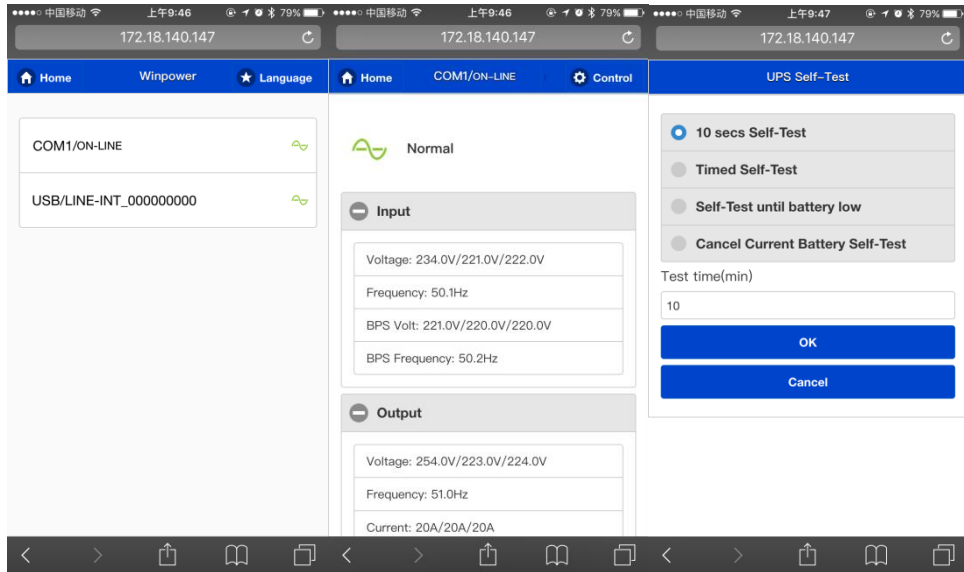 中国移动 上午9:46 79%
172.18.140.147
Home Winpower Language
COM1/ON-LINE
USB/LINE-INT_000000000
中国移动 上午9:46 79%
172.18.140.147
Home COM1/ON-LINE Control
Normal
Input
Voltage: 234.0V/221.0V/222.0V
Frequency: 50.1Hz
BPS Volt: 221.0V/220.0V/220.0V
BPS Frequency: 50.2Hz
Output
Voltage: 254.0V/223.0V/224.0V
Frequency: 51.0Hz
Current: 20A/20A/20A
中国移动 上午9:47 79%
172.18.140.147
UPS Self-Test
10 secs Self-Test
Timed Self-Test
Self-Test until battery low
Cancel Current Battery Self-Test
Test time(min)
10
OK
Cancel